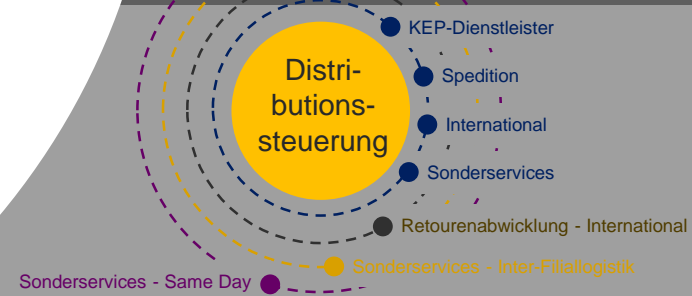 KEP-Dienstleister
Distri-
butions-
steuerung
Spedition
International
Sonderservices
Retourenabwicklung - International
Sonderservices - Inter-Filiallogistik
Sonderservices - Same Day